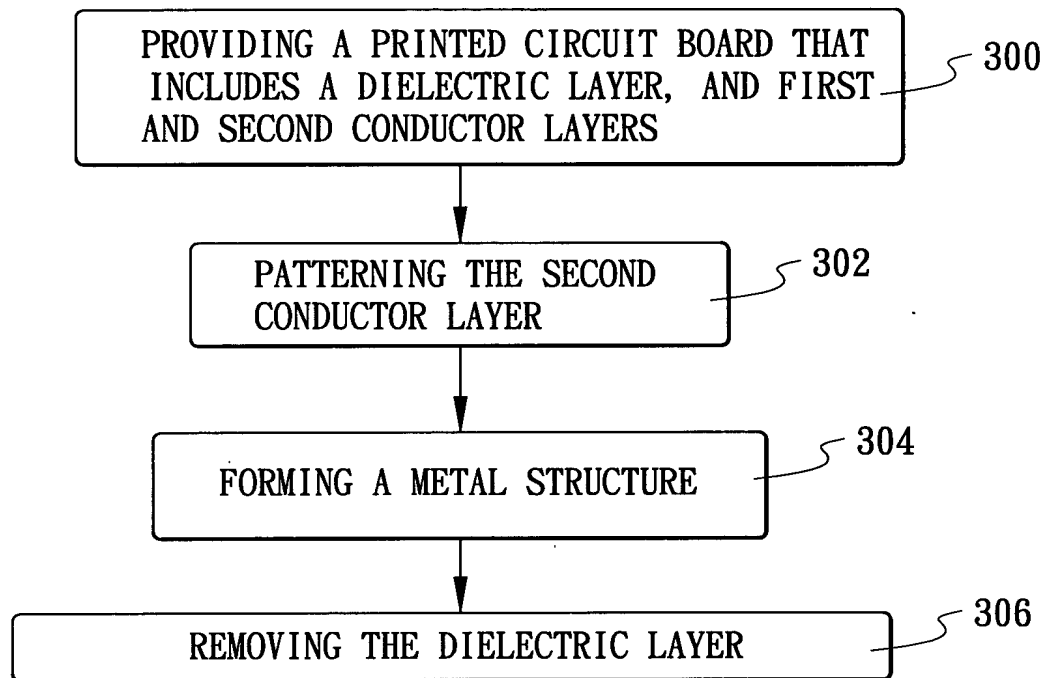 PROVIDING A PRINTED CIRCUIT BOARD THAT
INCLUDES A DIELECTRIC LAYER, AND FIRST
AND SECOND CONDUCTOR LAYERS
300
PATTERNING THE SECOND
CONDUCTOR LAYER
302
FORMING A METAL STRUCTURE
304
REMOVING THE DIELECTRIC LAYER
306